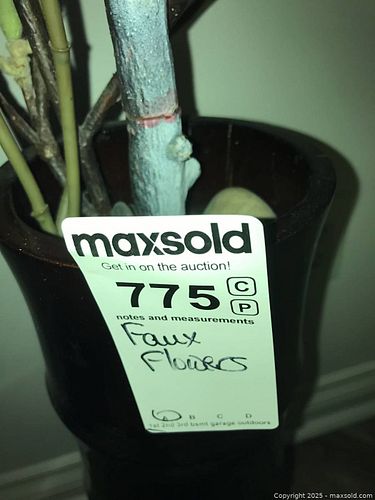 maxsold
Get in on the auction!
775 C
P
notes and measurements
Faux
Flowers
B C D
1st 2nd 3rd bsmt garage outdoors
Copyright 2025 - maxsold.com